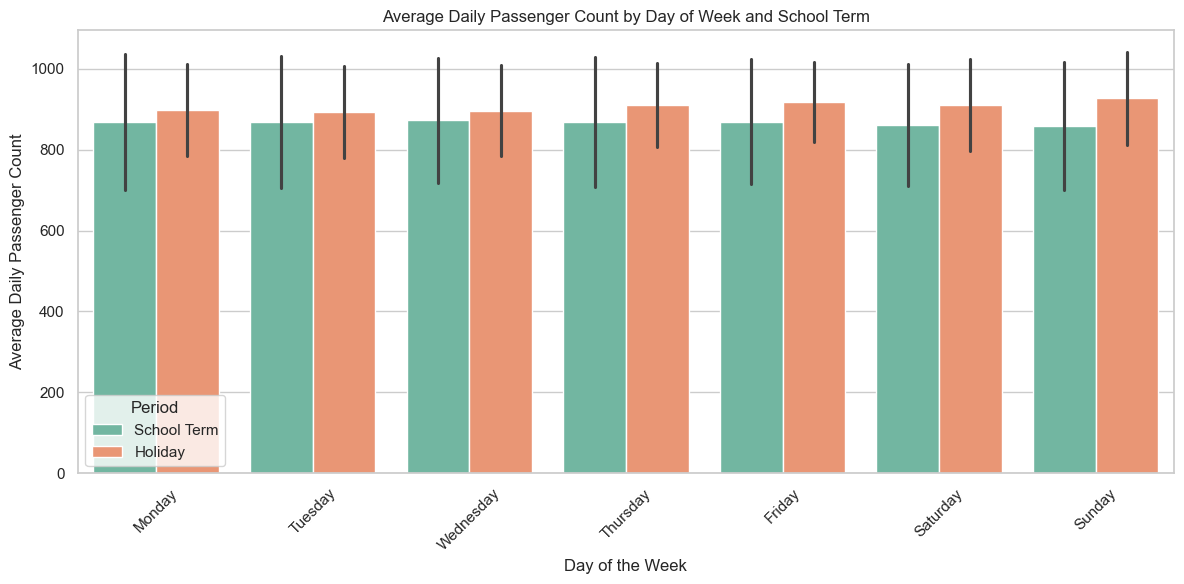 Average Daily Passenger Count by Day of Week and School Term
Average Daily Passenger Count
1000
800
600
400
200
0
Period
School Term
Holiday
Monday
Tuesday
Wednesday
Thursday
Friday
Saturday
Sunday
Day of the Week